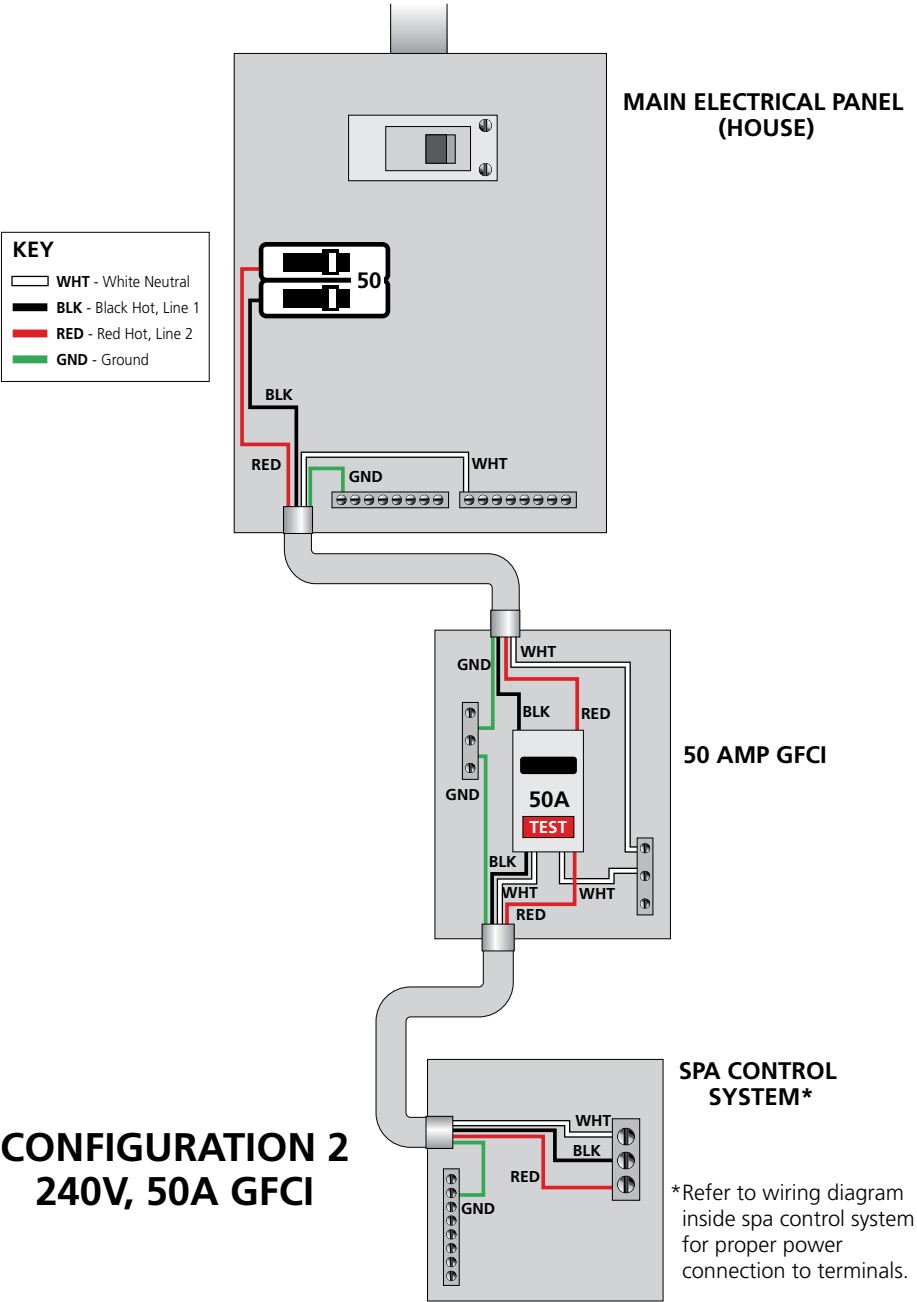 MAIN ELECTRICAL PANEL
(HOUSE)
KEY
WHT - White Neutral
BLK - Black Hot, Line 1
RED - Red Hot, Line 2
GND - Ground
50
BLK
RED
GND
WHT
WHT
GND
BLK
RED
50 AMP GFCI
GND
50A
TEST
BLK
WHT
WHT
RED
SPA CONTROL
SYSTEM*
WHT
BLK
RED
GND
CONFIGURATION 2
240V, 50A GFCI
*Refer to wiring diagram
inside spa control system
for proper power
connection to terminals.